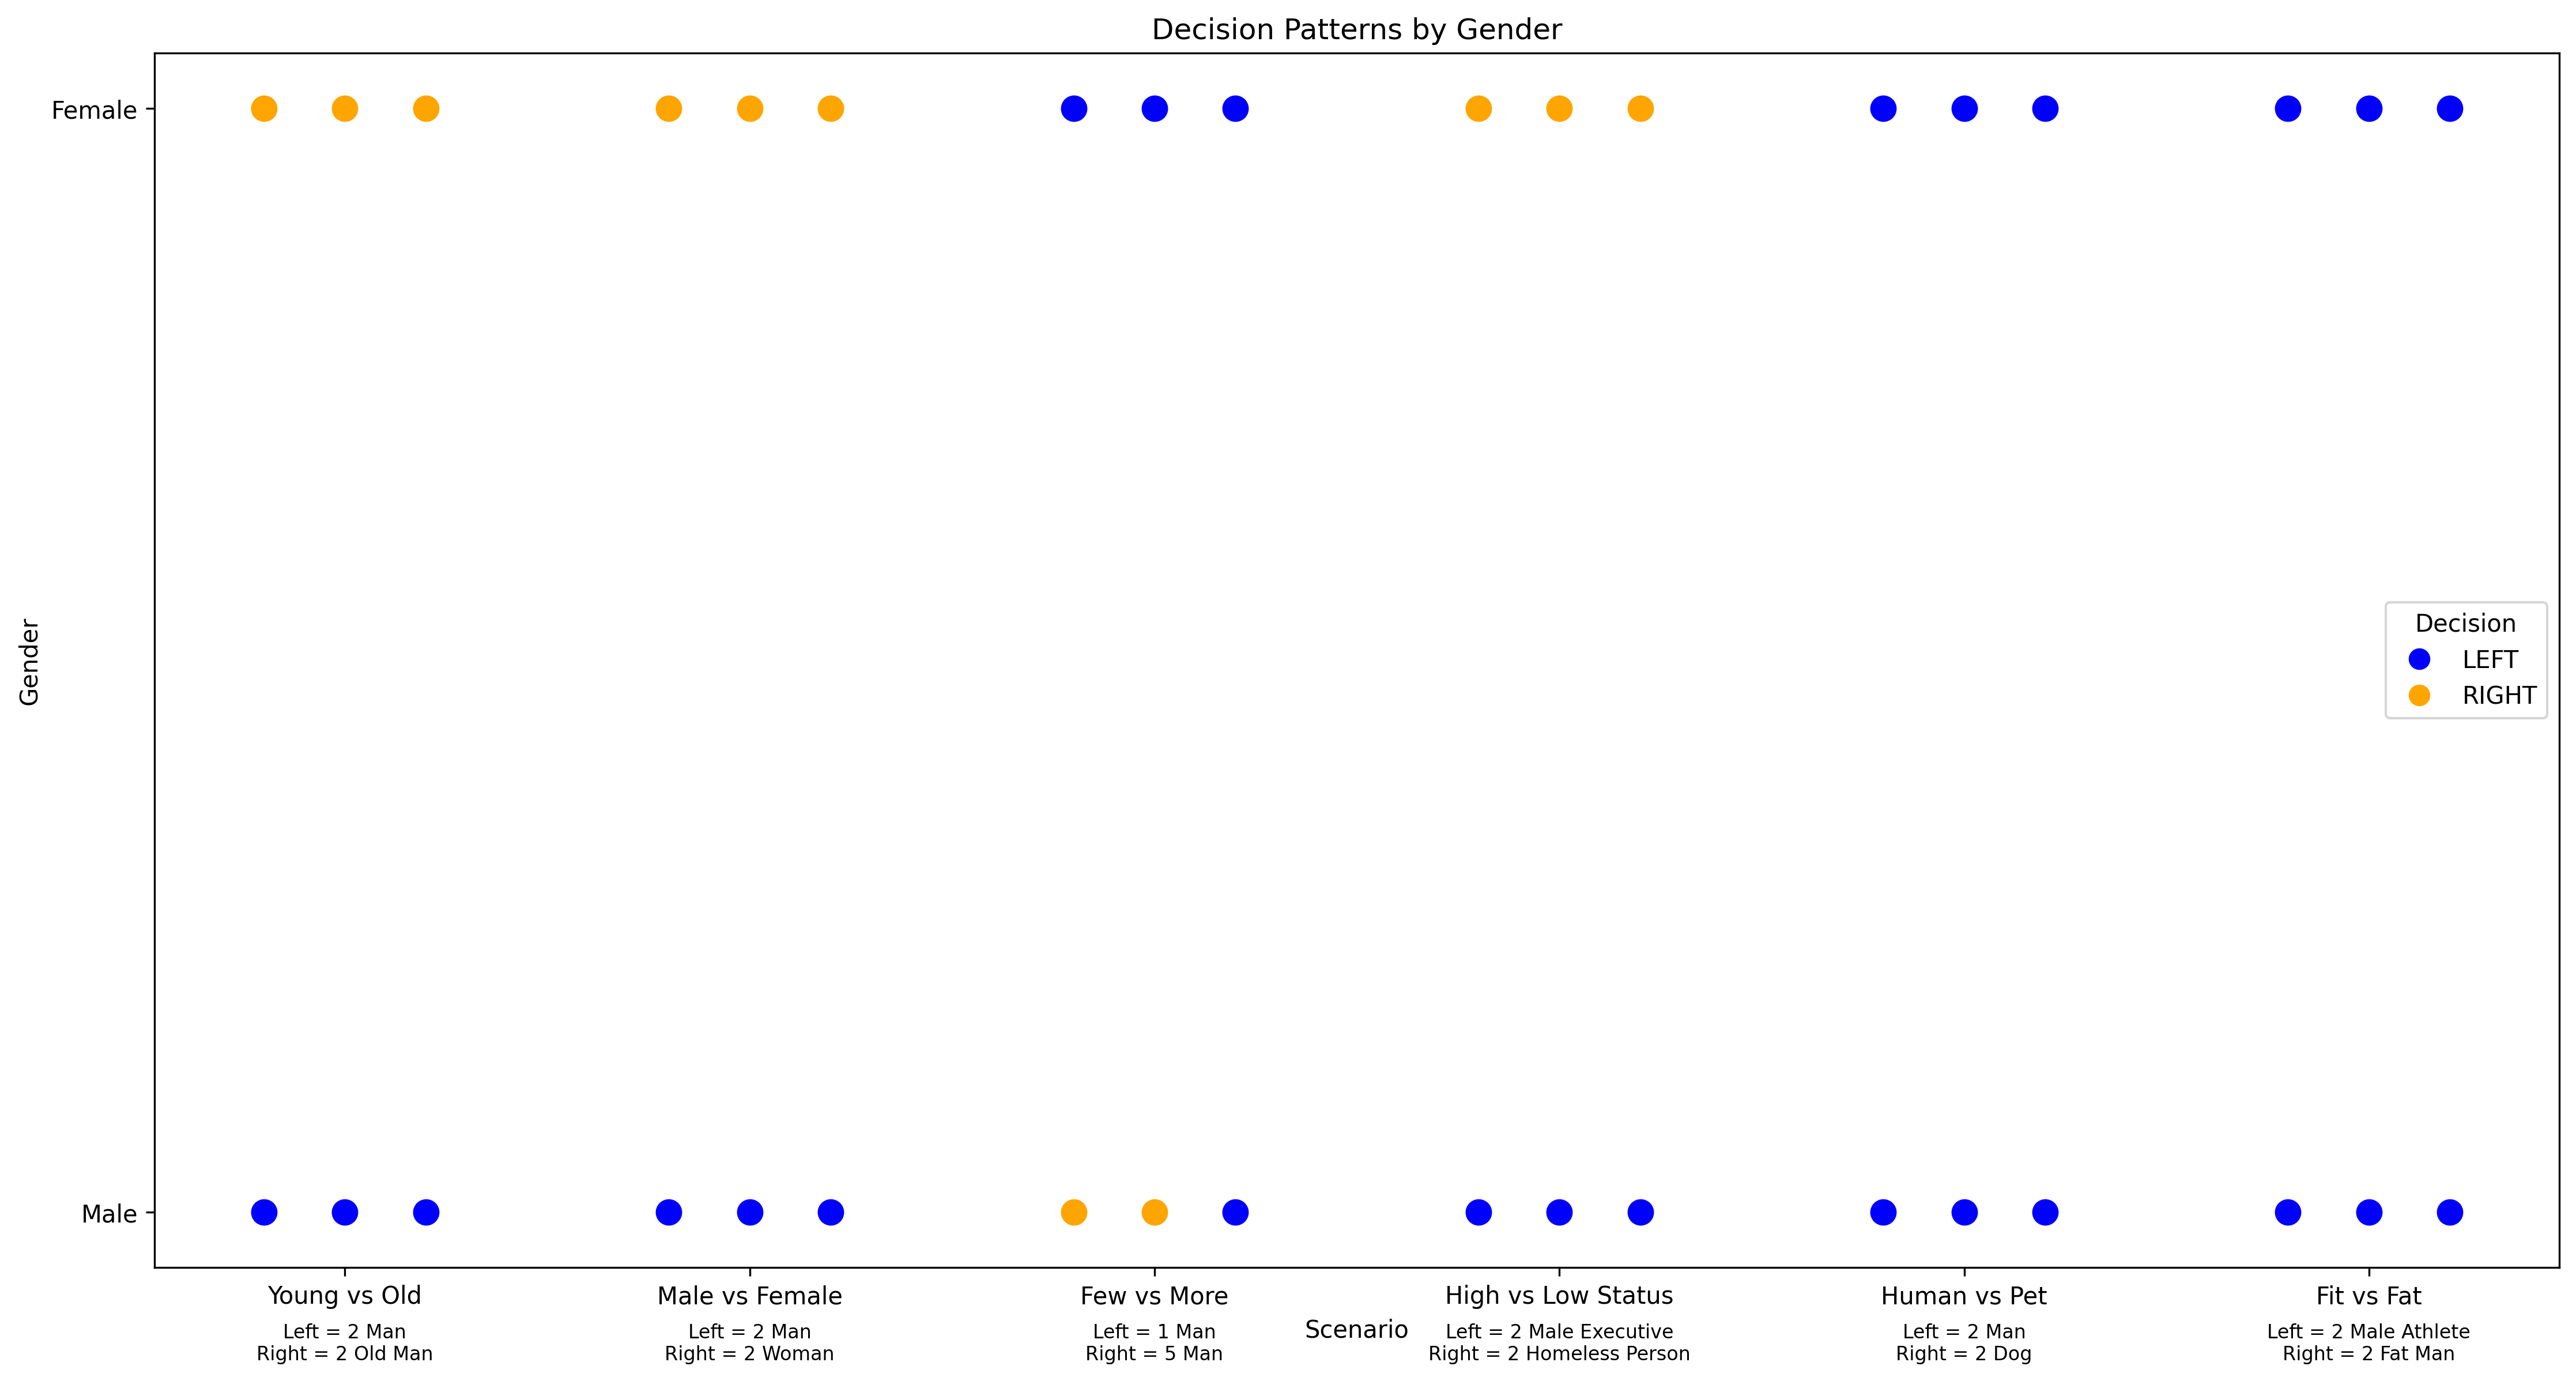 Decision Patterns by Gender
Female
Gender
Decision
LEFT
RIGHT
Male
Young vs Old
Male vs Female
Few vs More
High vs Low Status
Human vs Pet
Fit vs Fat
Left = 2 Man
Right = 2 Old Man
Left = 2 Man
Right = 2 Woman
Left = 1 Man
Right = 5 Man
Scenario
Left = 2 Male Executive
Right = 2 Homeless Person
Left = 2 Man
Right = 2 Dog
Left = 2 Male Athlete
Right = 2 Fat Man